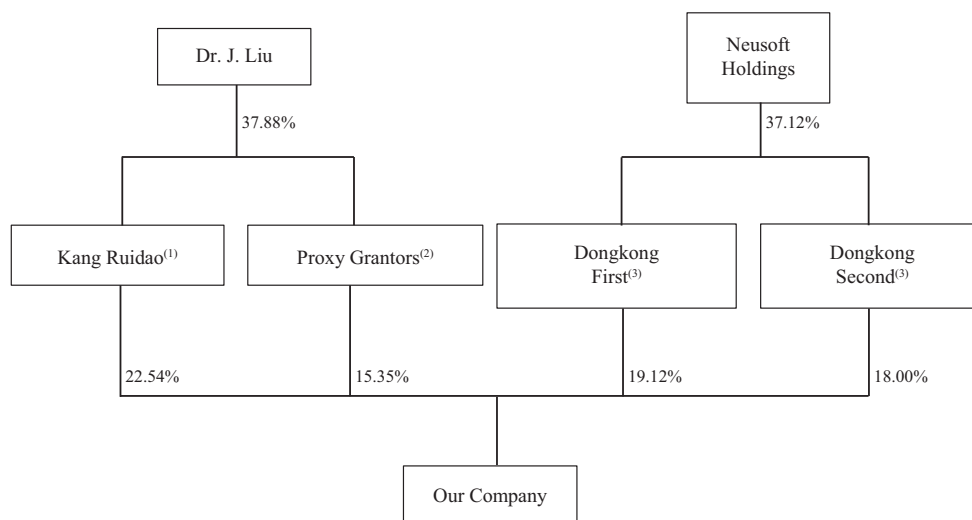 Dr. J. Liu
Neusoft
Holdings
37.88%
37.12%
Kang Ruidao(1)
Proxy Grantors(2)
Dongkong
First(3)
Dongkong
Second(3)
22.54%
15.35%
19.12%
18.00%
Our Company